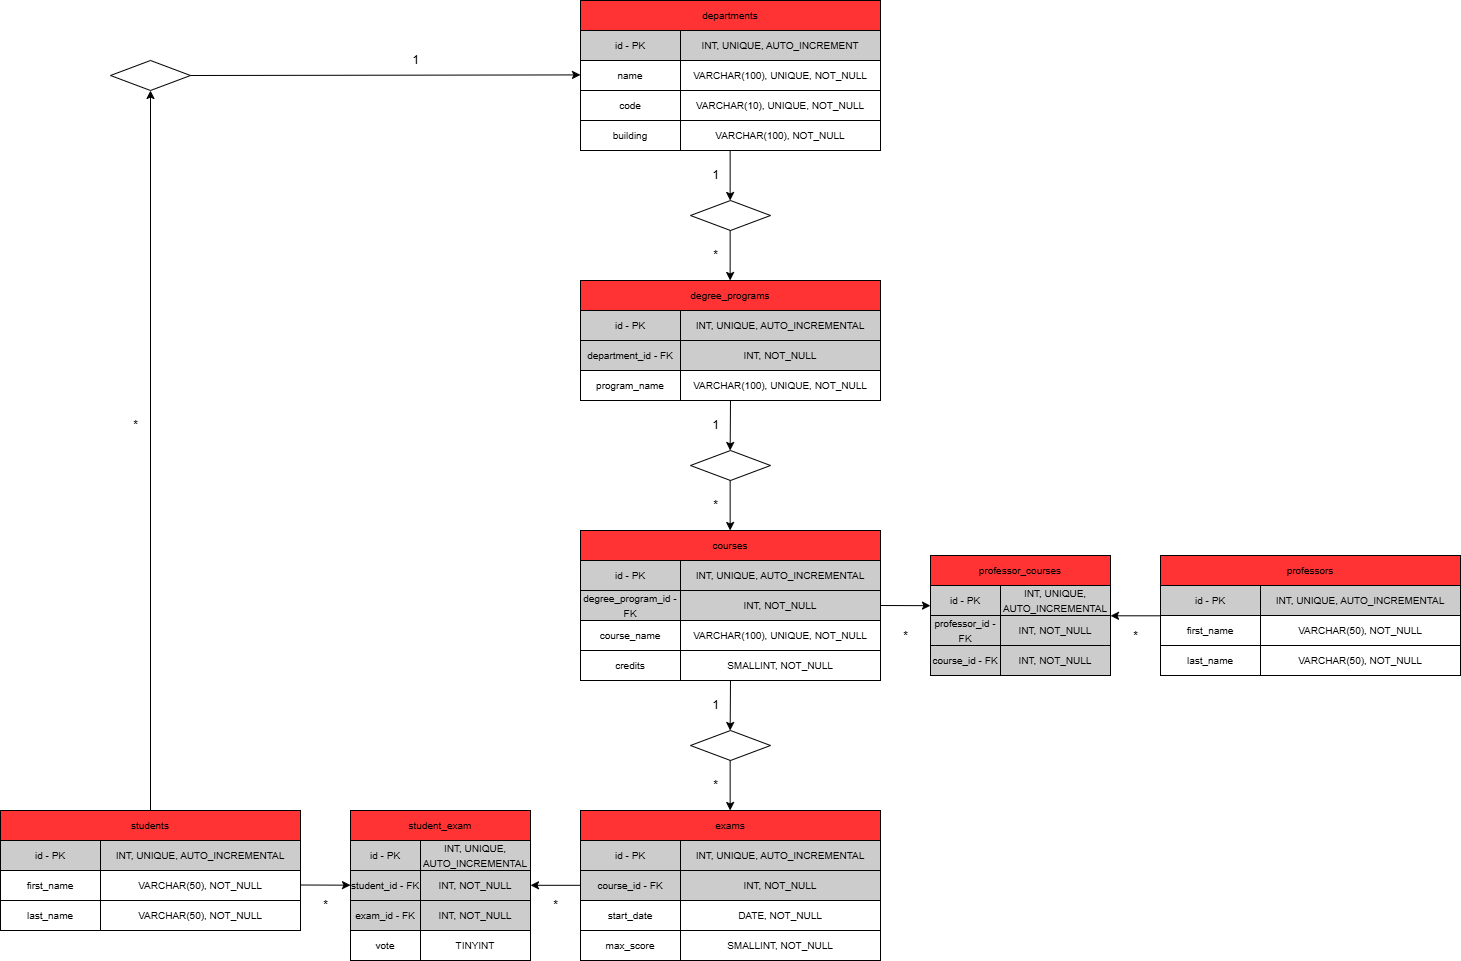 departments
id - PK INT, UNIQUE, AUTO_INCREMENT
name VARCHAR(100), UNIQUE, NOT_NULL
code VARCHAR(10), UNIQUE, NOT_NULL
building VARCHAR(100), NOT_NULL
1
1
*
degree_programs
id - PK INT, UNIQUE, AUTO_INCREMENTAL
department_id - FK INT, NOT_NULL
program_name VARCHAR(100), UNIQUE, NOT_NULL
*
1
*
courses
id - PK INT, UNIQUE, AUTO_INCREMENTAL
degree_program_id -
FK INT, NOT_NULL
course_name VARCHAR(100), UNIQUE, NOT_NULL
credits SMALLINT, NOT_NULL
*
professor_courses
id - PK INT, UNIQUE,
AUTO_INCREMENTAL
professor_id -
FK INT, NOT_NULL
course_id - FK INT, NOT_NULL
*
professors
id - PK INT, UNIQUE, AUTO_INCREMENTAL
first_name VARCHAR(50), NOT_NULL
last_name VARCHAR(50), NOT_NULL
1
*
students
id - PK INT, UNIQUE, AUTO_INCREMENTAL
first_name VARCHAR(50), NOT_NULL
last_name VARCHAR(50), NOT_NULL
*
student_exam
id - PK INT, UNIQUE,
AUTO_INCREMENTAL
student_id - FK INT, NOT_NULL
exam_id - FK INT, NOT_NULL
vote TINYINT
*
exams
id - PK INT, UNIQUE, AUTO_INCREMENTAL
course_id - FK INT, NOT_NULL
start_date DATE, NOT_NULL
max_score SMALLINT, NOT_NULL